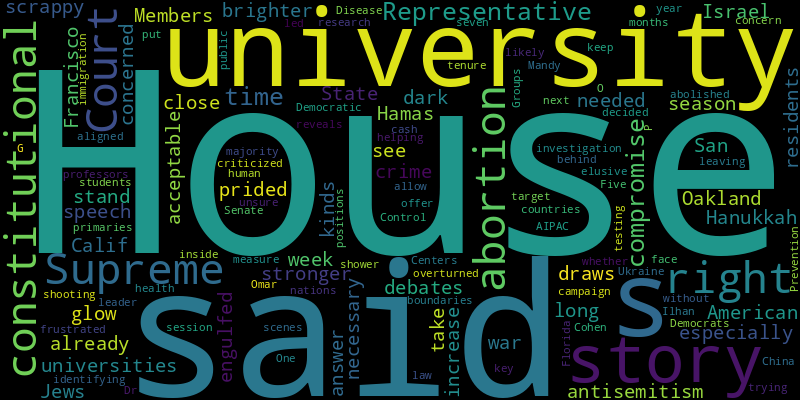 scrappy
Members
brighter
Disease
Representative
year
Israel
led
research
seven
months
concern
put
university
constitutional
Francisco
immigration
Court
concerned
public
likely
keep
tenure
Mandy
Groups
residents
close
time
State
dark
Hamas
Democratic
reveals
cash
helping
O
next
needed
abolished
season
decided
House
aligned
G
acceptable
majority
criticized
human
prided
unsure
Senate
see
crime
allow
offer
Control
abortion
investigation
behind
elusive
Five
target
countries
AIPAC
compromise
P
San
leaving
Oakland
Hanukkah
professors
students
stand
speech
primaries
Calif
kinds
positions
testing
inside
measure
shower
week
Centers
overturned
whether
face
Ukraine
Prevention
Supreme
stronger
draws
right
shooting
health
Omar
nations
debates
campaign
s
without
Ilhan
leader
glow
boundaries
long
American
frustrated
session
scenes
necessary
take
increase
war
Cohen
Democrats
especially
already
engulfed
answer
said
Florida
story
universities
One
law
key
China
identifying
Jews
Dr
antisemitism
trying